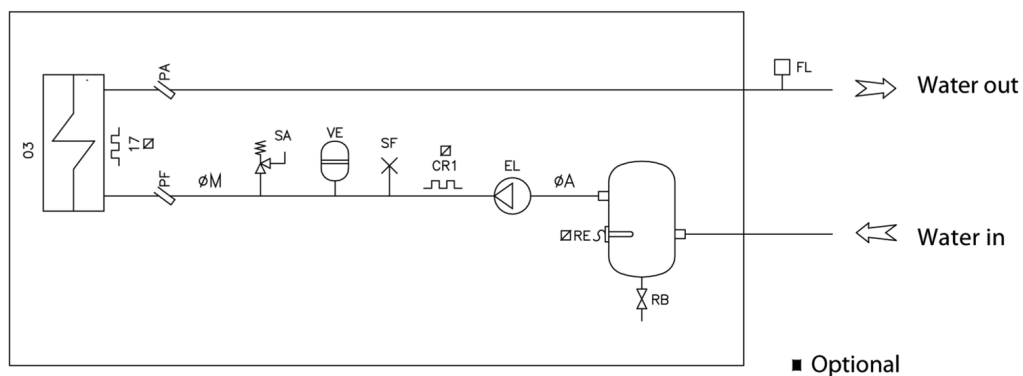 PA
FL
Water out
03
17
PF
øM
SA
VE
SF
CR1
EL
øA
RE
Water in
RB
Optional